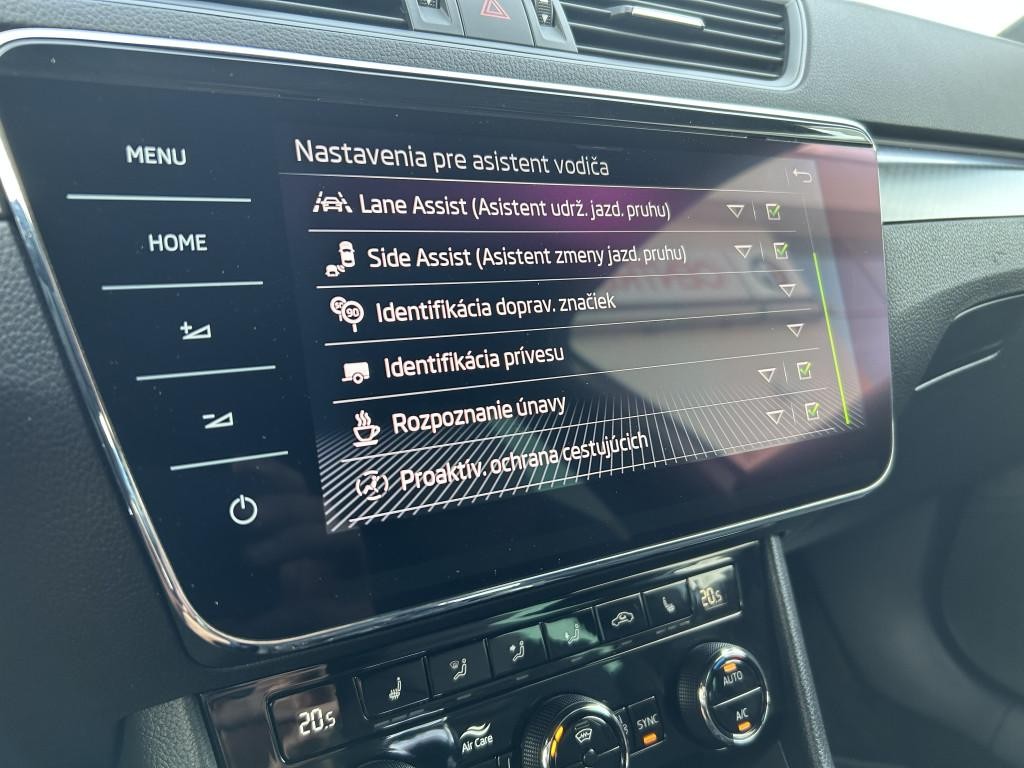 MENU
HOME
Nastavenia pre asistent vodiča
Lane Assist (Asistent udrž. jazd. pruhu)
Side Assist (Asistent zmeny jazd. pruhu)
90
Identifikácia doprav. značiek
Identifikácia prívesu
Rozpoznanie únavy
Proaktív. ochrana cestujúcich
20.5
20.5
Air Care
SYNC
AUTO
A/C